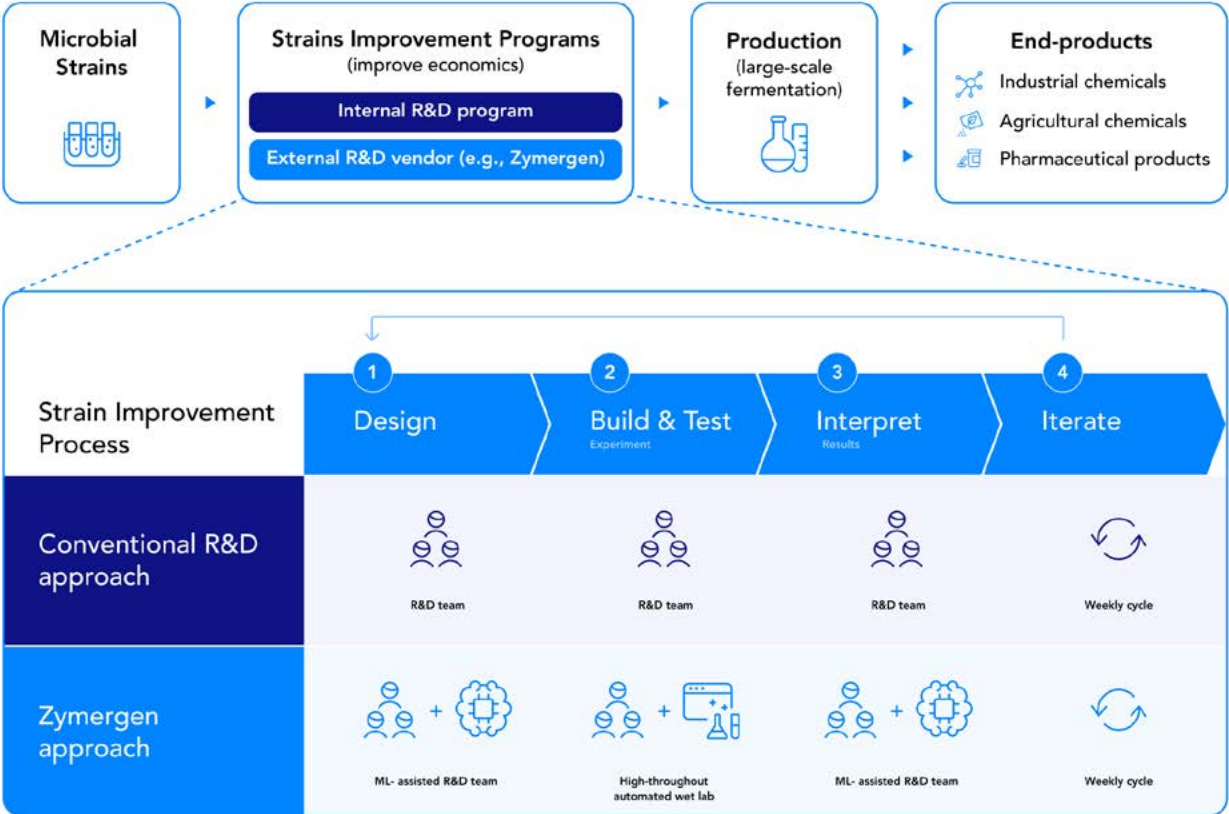 Microbial
Strains
Strains Improvement Programs
(improve economics)
Internal R&D program
External R&D vendor (e.g., Zymergen)
Production
(large-scale
fermentation)
End-products
Industrial chemicals
Agricultural chemicals
Pharmaceutical products
Strain Improvement
Process
1
Design
2
Build & Test
Experiment
3
Interpret
Results
4
Iterate
Conventional R&D
approach
R&D team
R&D team
R&D team
Weekly cycle
Zymergen
approach
ML- assisted R&D team
High-throughout
automated wet lab
ML- assisted R&D team
Weekly cycle